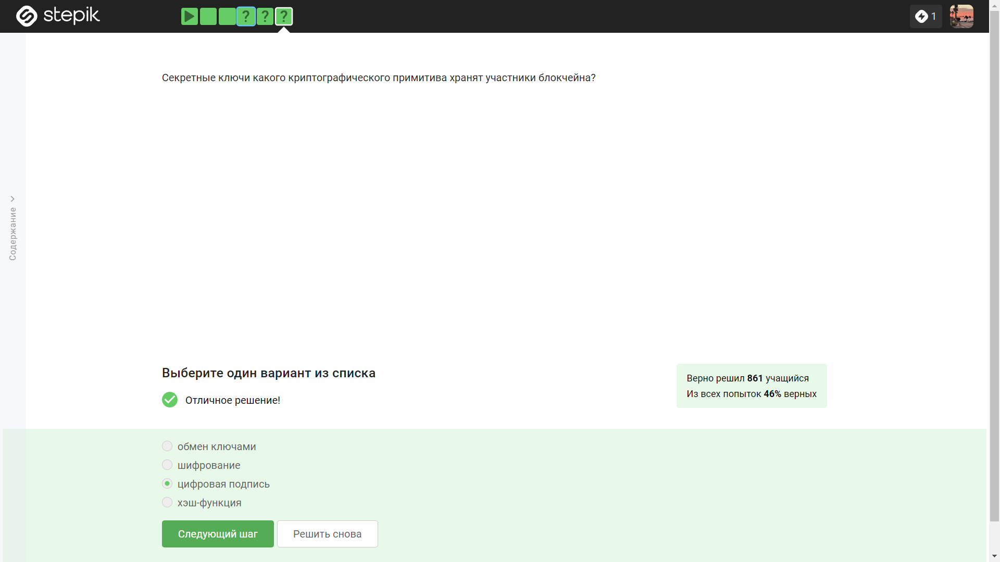 stepik
? ? ?
1
Содержание
Секретные ключи какого криптографического примитива хранят участники блокчейна?
Выберите один вариант из списка
Отличное решение!
Верно решил 861 учащийся
Из всех попыток 46% верных
обмен ключами
шифрование
цифровая подпись
хэш-функция
Следующий шаг
Решить снова